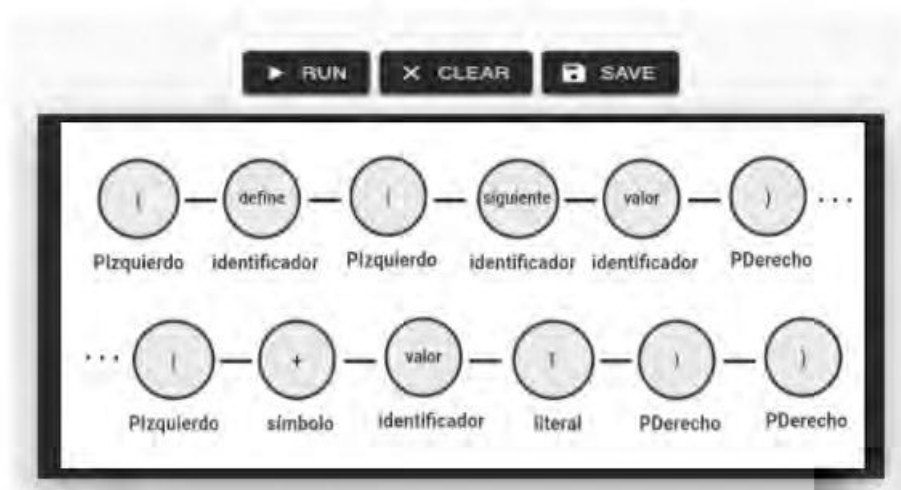 RUN CLEAR SAVE
( define ( siguiente valor ) ...
PIzquierdo identificador PIzquierdo identificador identificador PDerecho
... ( + valor 1 ) )
PIzquierdo símbolo identificador literal PDerecho PDerecho